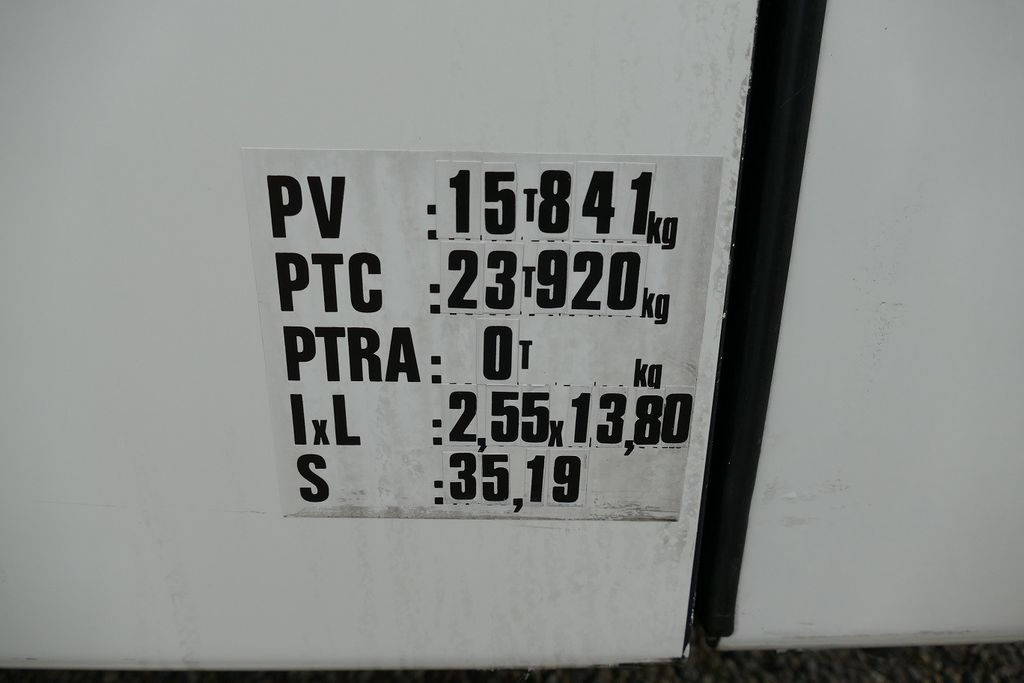 PV : 15T841kg
PTC : 23T920kg
PTRA : 0T kg
lxL : 2,55x13,80
S : 35,19